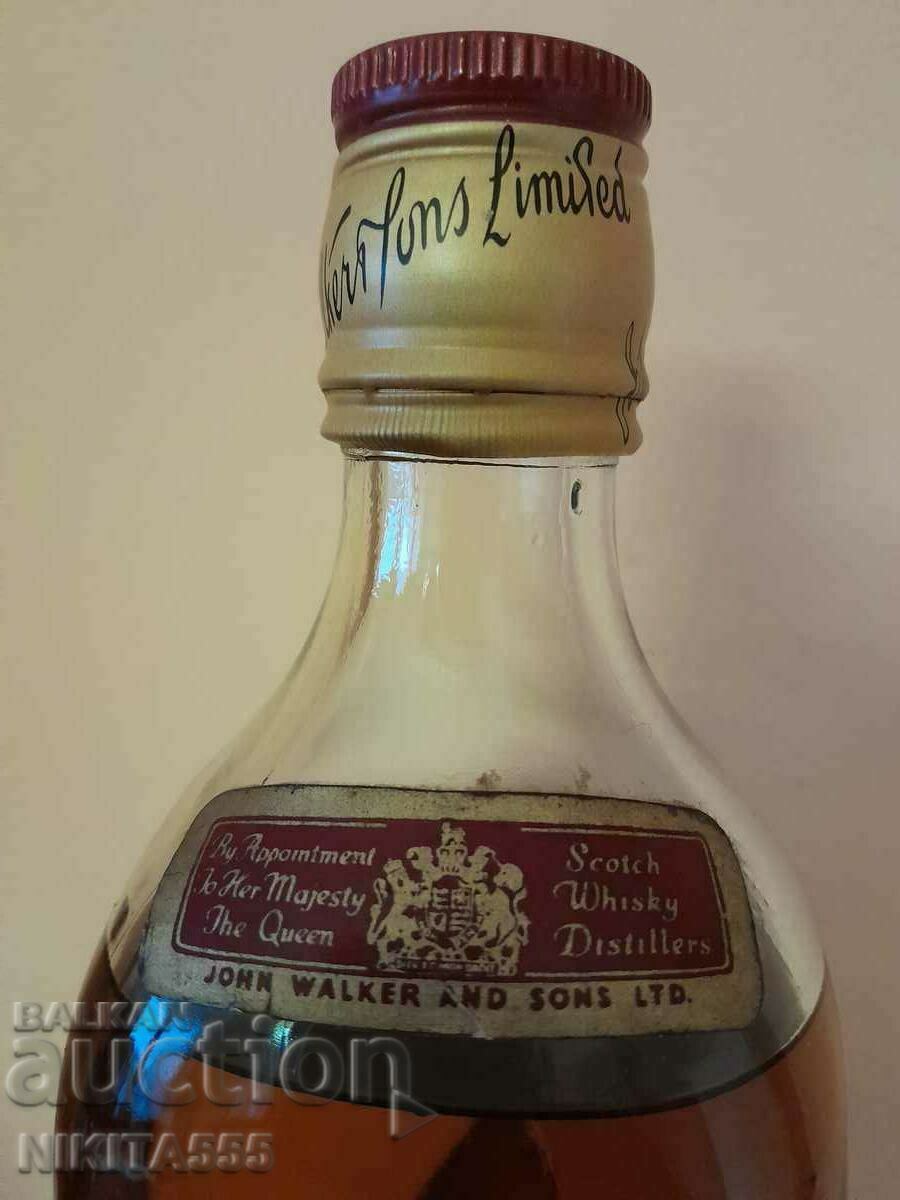 Sons Limited
By Appointment
To Her Majesty
The Queen
Scotch
Whisky
Distillers
JOHN WALKER AND SONS LTD.
BALKAN
auction
NIKITA555